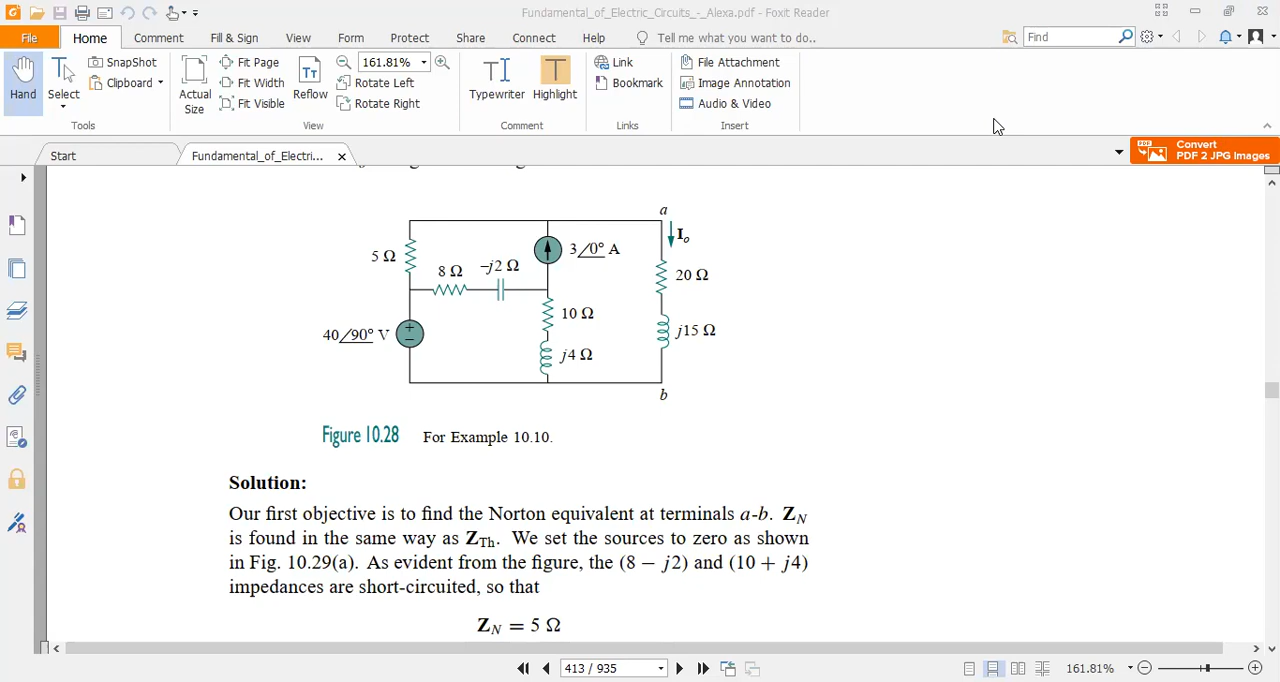 Fundamental_of_Electric_Circuits_-_Alexa.pdf - Foxit Reader
File Home Comment Fill & Sign View Form Protect Share Connect Help Tell me what you want to do.. Find
Hand
Select
SnapShot
Clipboard
Tools
Actual Size
Fit Page
Fit Width
Fit Visible
Reflow
161.81%
Rotate Left
Rotate Right
View
Typewriter
Highlight
Comment
Link
Bookmark
Links
File Attachment
Image Annotation
Audio & Video
Insert
Start
Fundamental_of_Electri...
PDF
Convert
PDF 2 JPG Images
a
I_o
5 Ω
8 Ω
−j2 Ω
3∠0° A
20 Ω
10 Ω
40∠90° V
+
−
j15 Ω
j4 Ω
b
Figure 10.28 For Example 10.10.
Solution:
Our first objective is to find the Norton equivalent at terminals a-b. Z_N
is found in the same way as Z_Th. We set the sources to zero as shown
in Fig. 10.29(a). As evident from the figure, the (8 − j2) and (10 + j4)
impedances are short-circuited, so that
Z_N = 5 Ω
413 / 935
161.81%